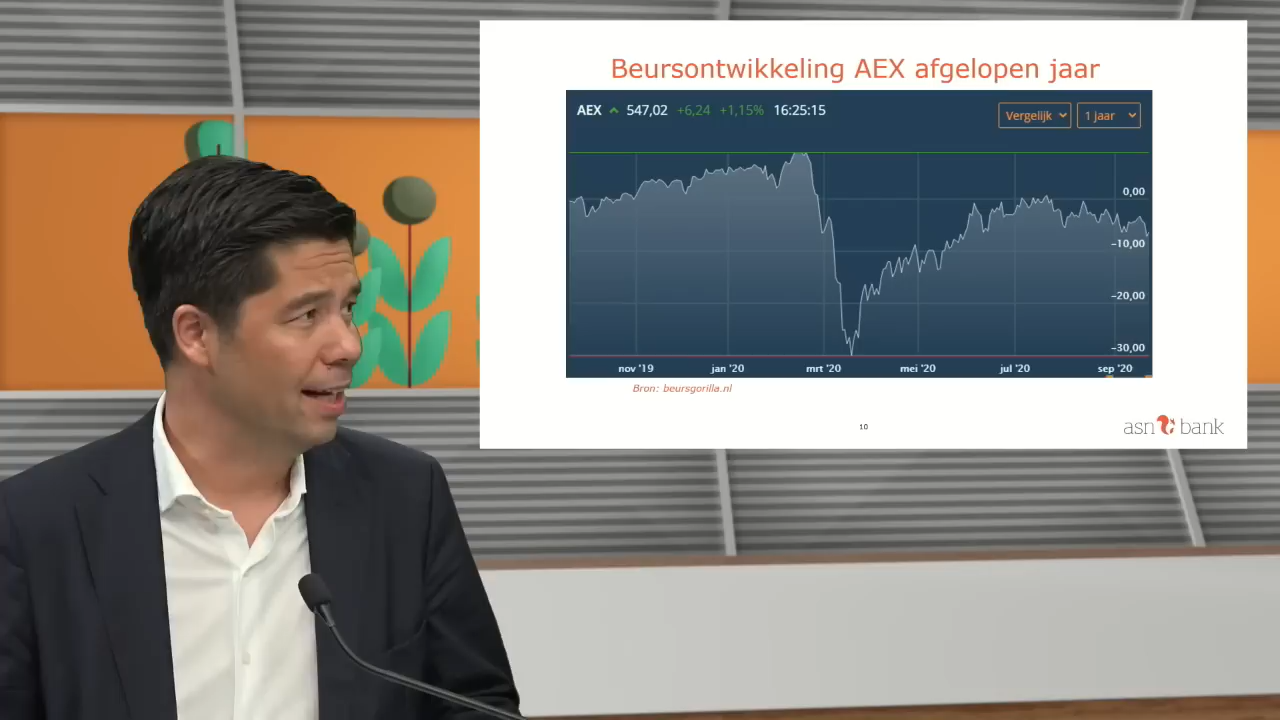 Beursontwikkeling AEX afgelopen jaar
AEX 547,02 +6,24 +1,15% 16:25:15
Vergelijk 1 jaar
0,00
-10,00
-20,00
-30,00
nov '19 jan '20 mrt '20 mei '20 jul '20 sep '20
Bron: beursgorilla.nl
10
asn bank